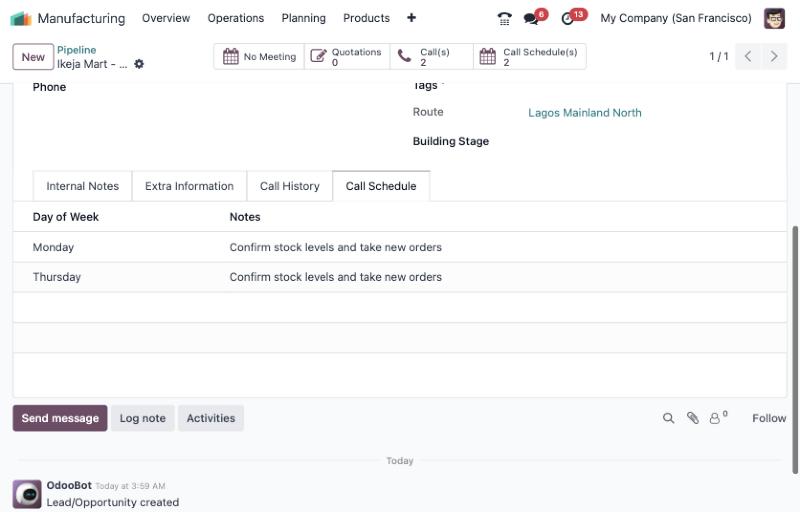 Manufacturing Overview Operations Planning Products + 6 13 My Company (San Francisco)
New Pipeline No Meeting Quotations 0 Call(s) 2 Call Schedule(s) 2 1 / 1
Ikeja Mart - ...
Phone Tags ?
Route Lagos Mainland North
Building Stage
Internal Notes Extra Information Call History Call Schedule
Day of Week Notes
Monday Confirm stock levels and take new orders
Thursday Confirm stock levels and take new orders
Send message Log note Activities 0 Follow
Today
OdooBot Today at 3:59 AM
Lead/Opportunity created